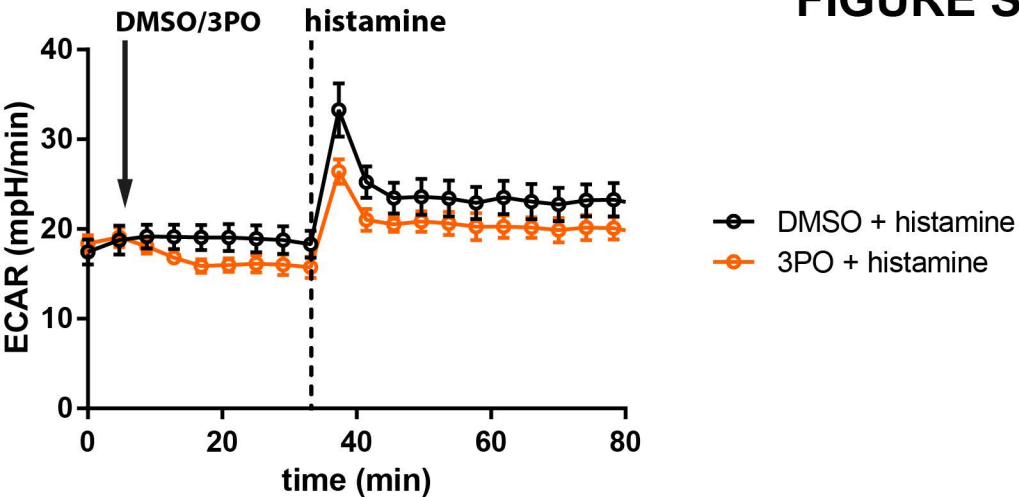 FIGURE S
DMSO/3PO histamine
40
30
20
10
0
ECAR (mpH/min)
0 20 40 60 80
time (min)
DMSO + histamine
3PO + histamine